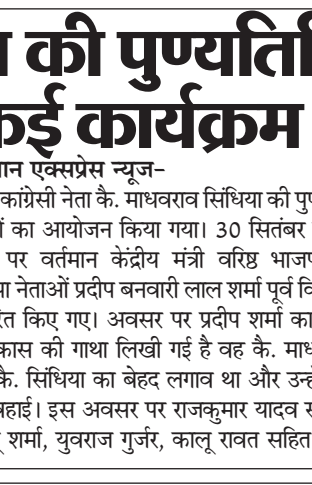 की पुण्यतिथि
कई कार्यक्रम
एक्सप्रेस न्यूज–
कांग्रेसी नेता कै. माधवराव सिंधिया की
का आयोजन किया गया। 30 सितंबर
पर वर्तमान केंद्रीय मंत्री वरिष्ठ
नेताओं प्रदीप बनवारी लाल शर्मा पूर्व
किए गए। अवसर पर प्रदीप शर्मा
की गाथा लिखी गई है वह कै.
कै. सिंधिया का बेहद लगाव था और
इस अवसर पर राजकुमार यादव
शर्मा, युवराज गुर्जर, कालू रावत सहित